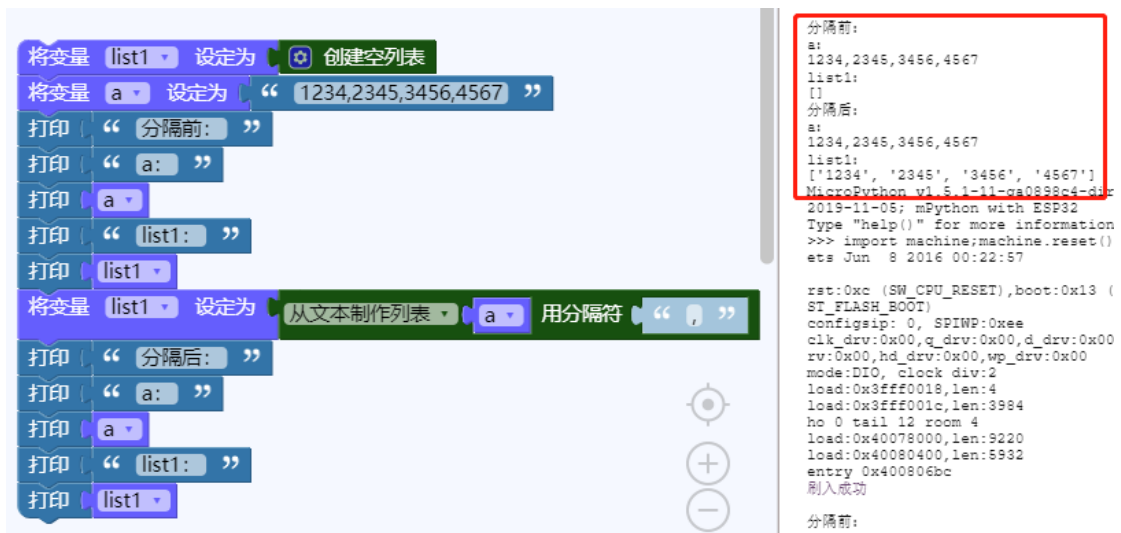 将变量 list1 设定为 创建空列表
将变量 a 设定为 “ 1234,2345,3456,4567 ”
打印 “ 分隔前： ”
打印 “ a: ”
打印 a
打印 “ list1: ”
打印 list1
将变量 list1 设定为 从文本制作列表 a 用分隔符 “ , ”
打印 “ 分隔后： ”
打印 “ a: ”
打印 a
打印 “ list1: ”
打印 list1
分隔前：
a:
1234,2345,3456,4567
list1:
[]
分隔后：
a:
1234,2345,3456,4567
list1:
['1234', '2345', '3456', '4567']
MicroPython v1.5.1-11-ga0898c4-dir
2019-11-05; mPython with ESP32
Type "help()" for more information
>>> import machine;machine.reset()
ets Jun  8 2016 00:22:57
rst:0xc (SW_CPU_RESET),boot:0x13 (
ST_FLASH_BOOT)
configsip: 0, SPIWP:0xee
clk_drv:0x00,q_drv:0x00,d_drv:0x00
rv:0x00,hd_drv:0x00,wp_drv:0x00
mode:DIO, clock div:2
load:0x3fff0018,len:4
load:0x3fff001c,len:3984
ho 0 tail 12 room 4
load:0x40078000,len:9220
load:0x40080400,len:5932
entry 0x400806bc
刷入成功
分隔前：